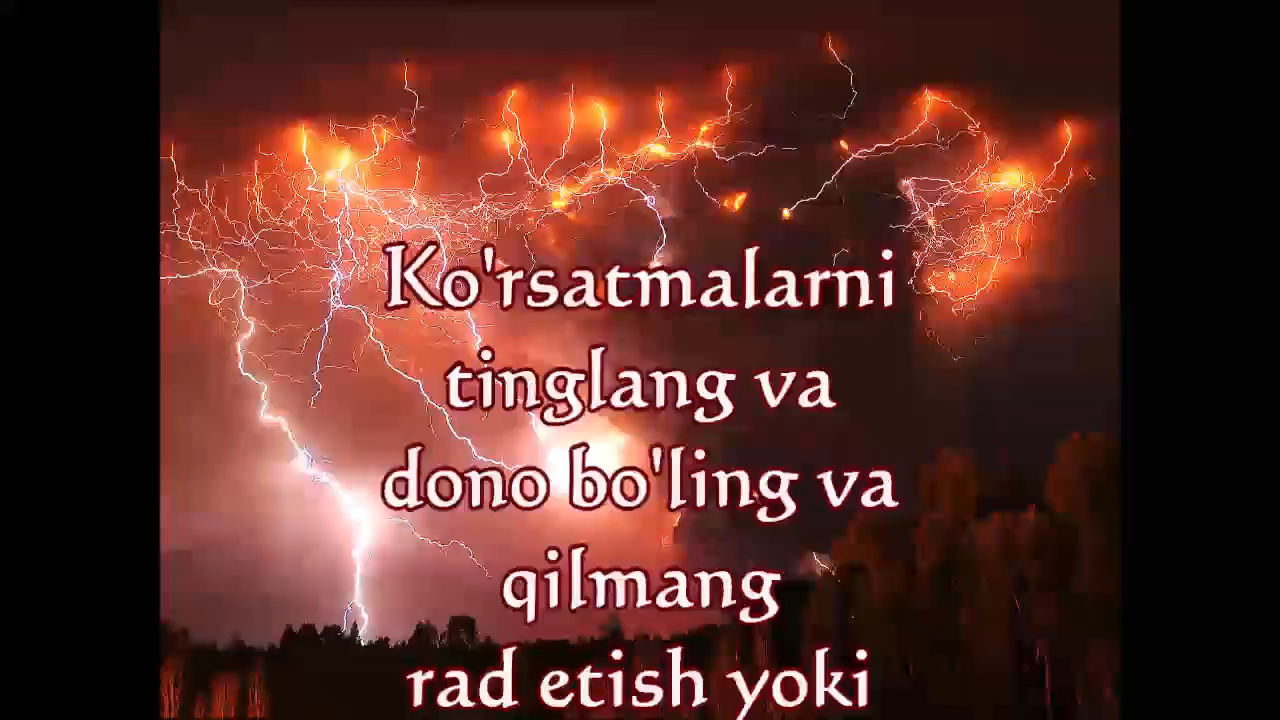 Ko'rsatmalarni
tinglang va
dono bo'ling va
qilmang
rad etish yoki